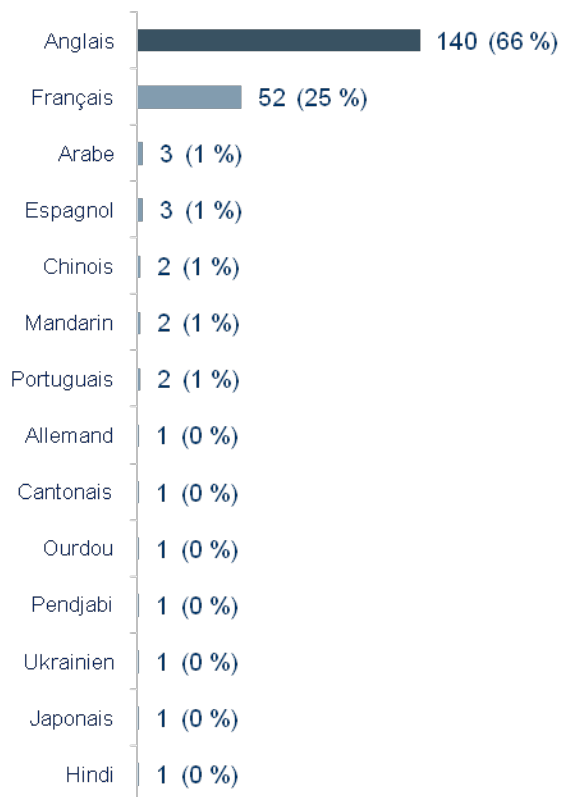 Anglais 140 (66 %)
Français 52 (25 %)
Arabe 3 (1 %)
Espagnol 3 (1 %)
Chinois 2 (1 %)
Mandarin 2 (1 %)
Portuguais 2 (1 %)
Allemand 1 (0 %)
Cantonais 1 (0 %)
Ourdou 1 (0 %)
Pendjabi 1 (0 %)
Ukrainien 1 (0 %)
Japonais 1 (0 %)
Hindi 1 (0 %)